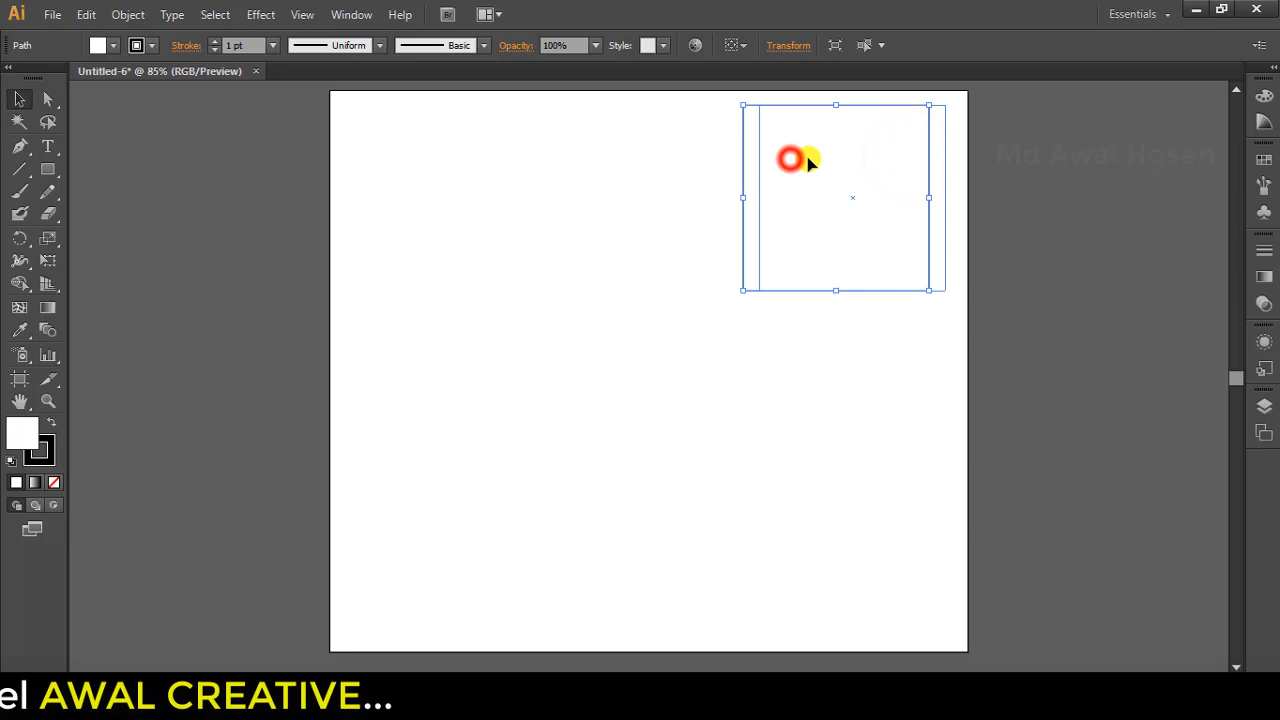 Ai File Edit Object Type Select Effect View Window Help Br Essentials
Path Stroke: 1 pt Uniform Basic Opacity: 100% Style: Transform
Untitled-6* @ 85% (RGB/Preview) ×
Md Awal Hosen
T
el AWAL CREATIVE...